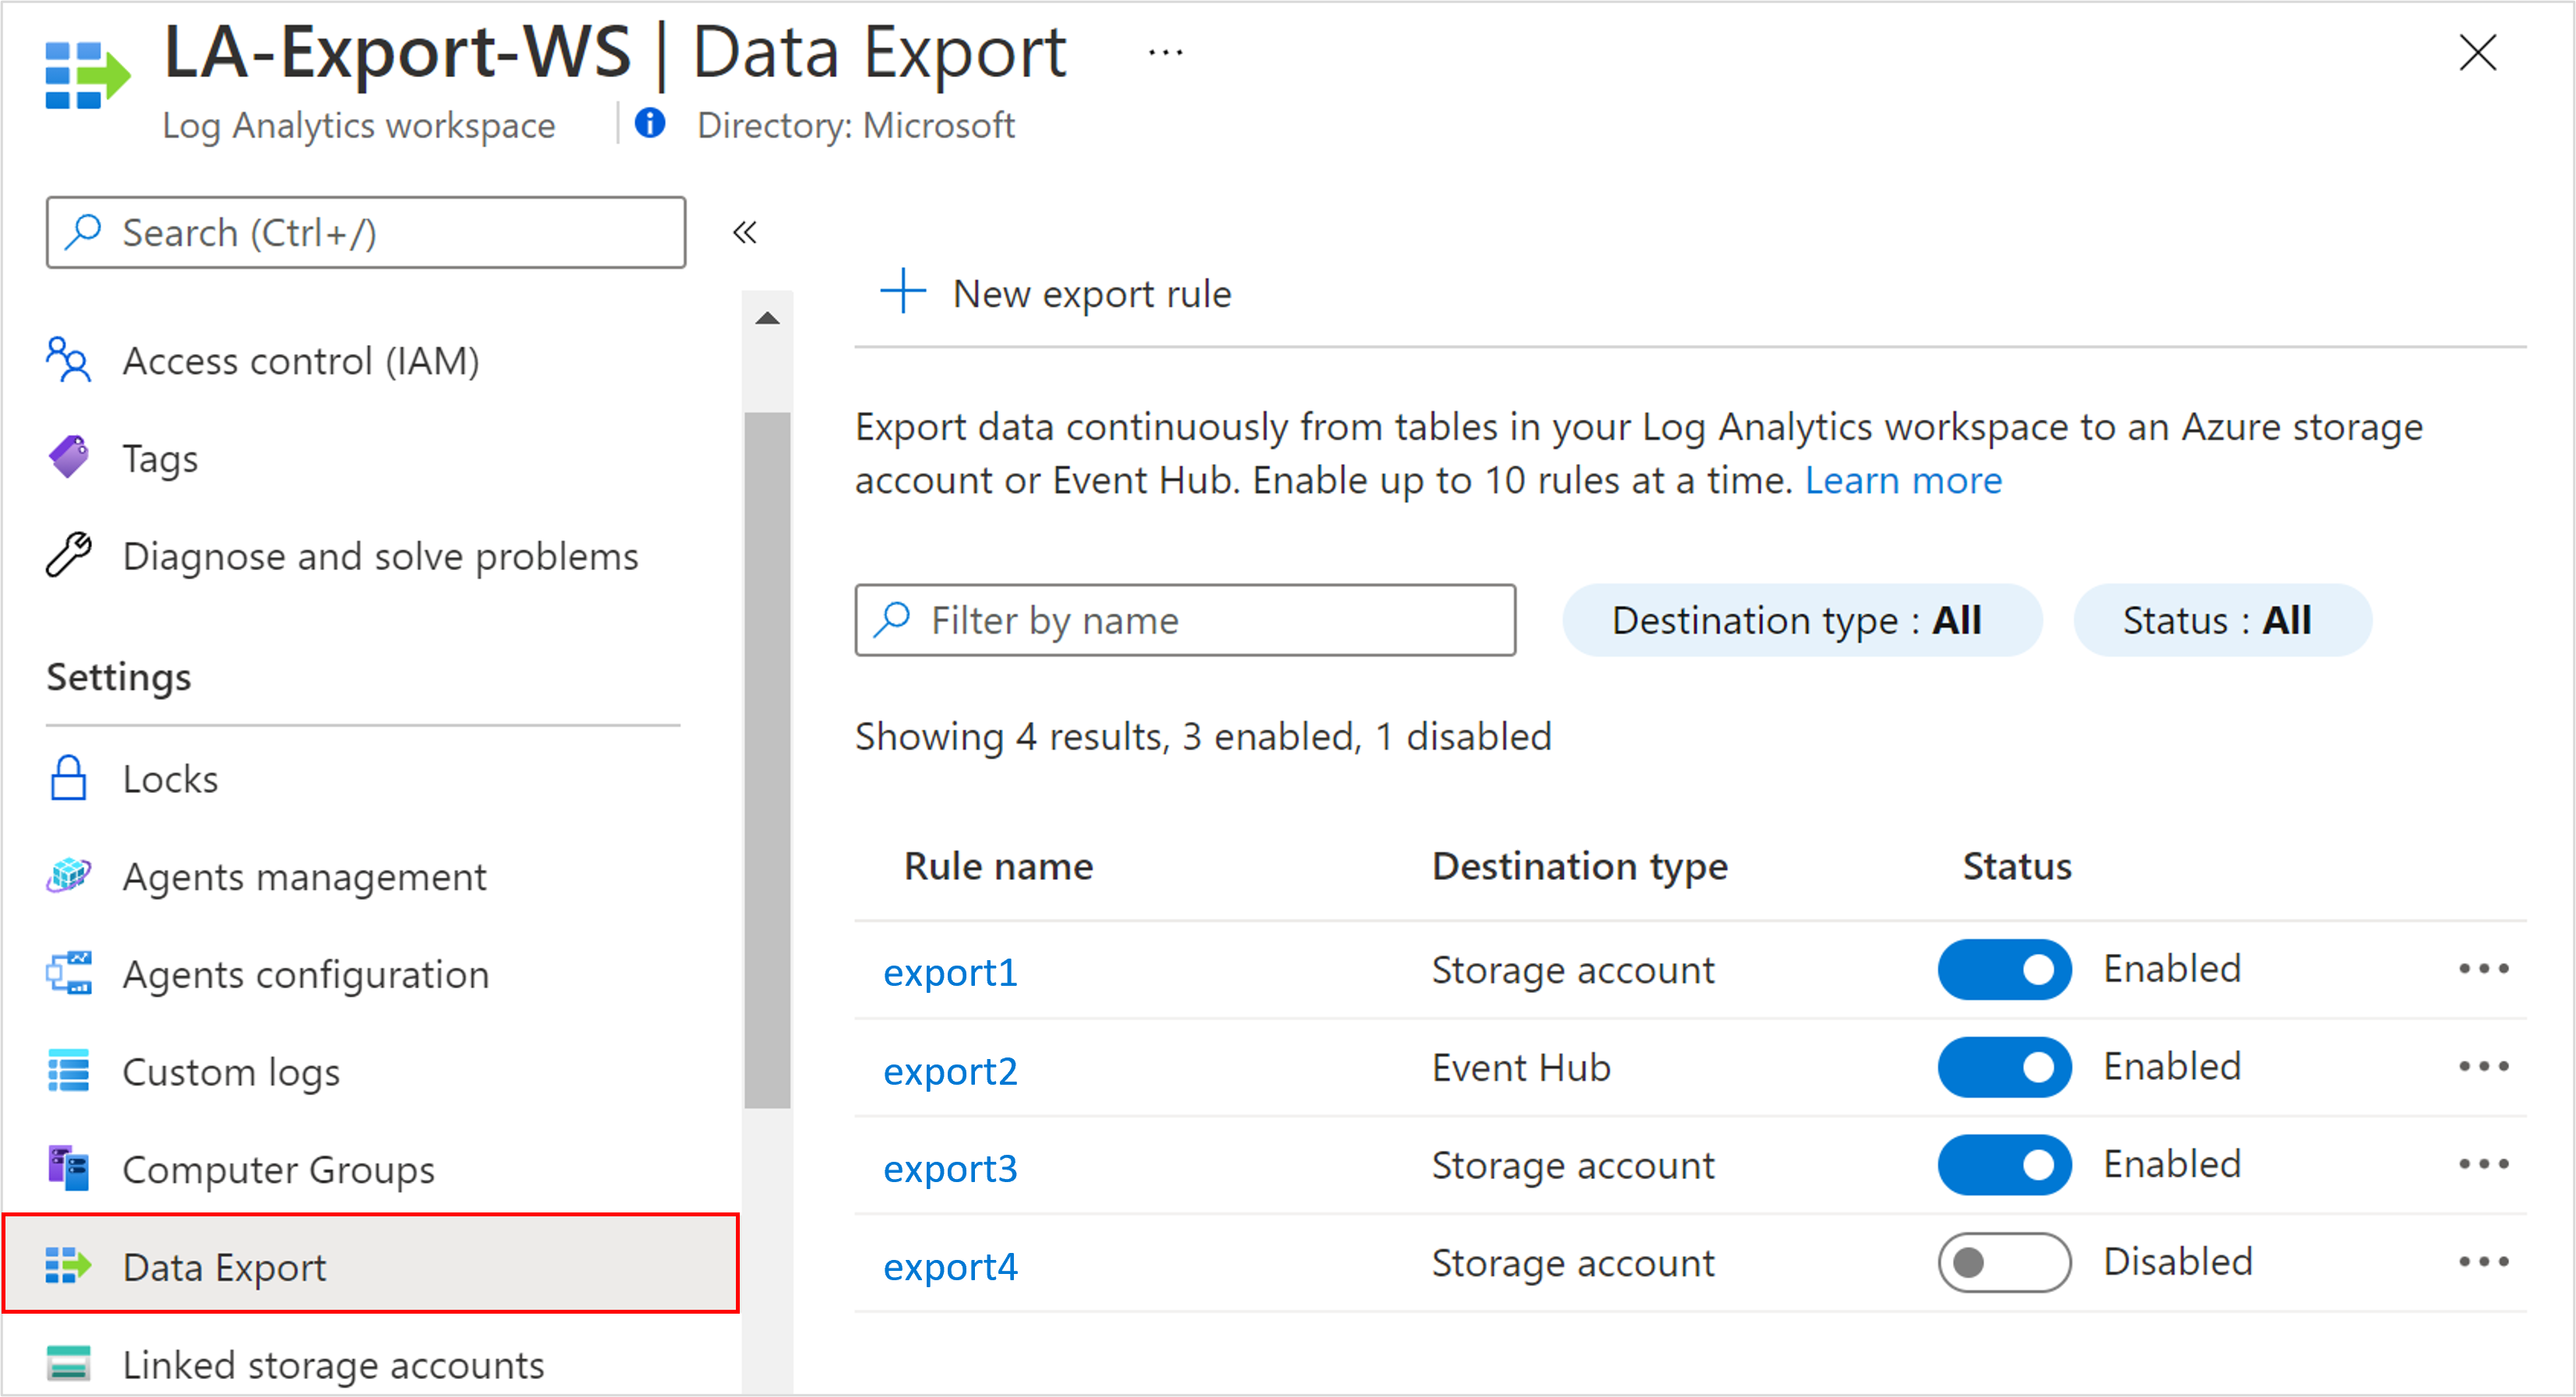 LA-Export-WS | Data Export ...
Log Analytics workspace
Directory: Microsoft
Search (Ctrl+/)
Access control (IAM)
Tags
Diagnose and solve problems
Settings
Locks
Agents management
Agents configuration
Custom logs
Computer Groups
Data Export
Linked storage accounts
New export rule
Export data continuously from tables in your Log Analytics workspace to an Azure storage
account or Event Hub. Enable up to 10 rules at a time. Learn more
Filter by name
Destination type : All
Status : All
Showing 4 results, 3 enabled, 1 disabled
Rule name Destination type Status
export1 Storage account Enabled
export2 Event Hub Enabled
export3 Storage account Enabled
export4 Storage account Disabled